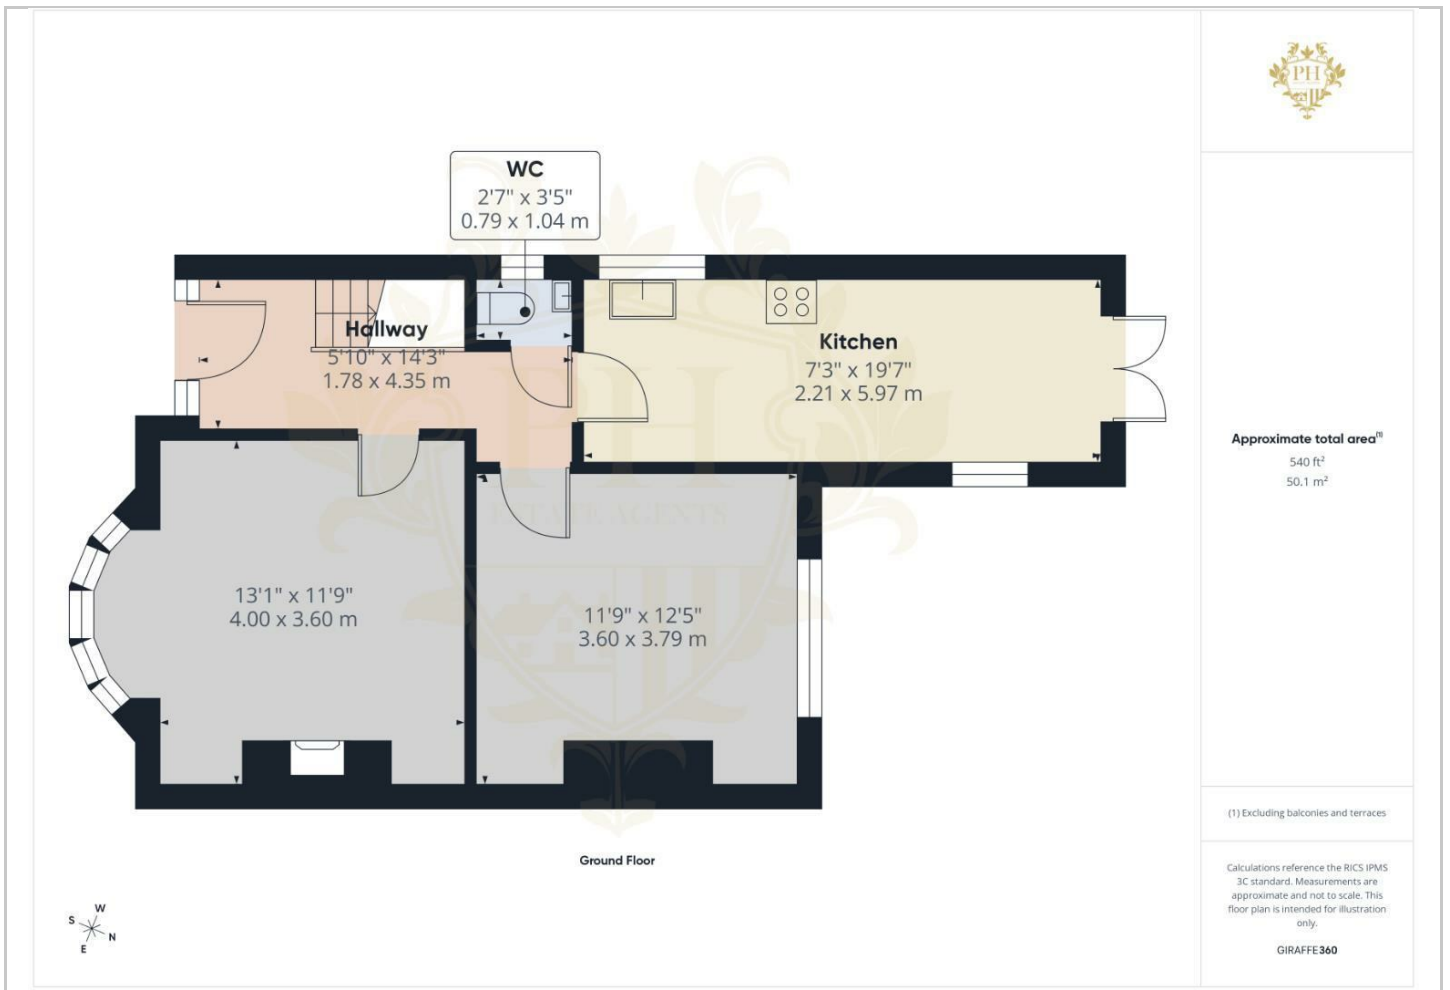 PH
WC
2'7" x 3'5"
0.79 x 1.04 m
Hallway
5'10" x 14'3"
1.78 x 4.35 m
Kitchen
7'3" x 19'7"
2.21 x 5.97 m
13'1" x 11'9"
4.00 x 3.60 m
11'9" x 12'5"
3.60 x 3.79 m
PH
ESTATE AGENTS
Ground Floor
W
S
N
E
Approximate total area⁽¹⁾
540 ft²
50.1 m²
(1) Excluding balconies and terraces
Calculations reference the RICS IPMS
3C standard. Measurements are
approximate and not to scale. This
floor plan is intended for illustration
only.
GIRAFFE360